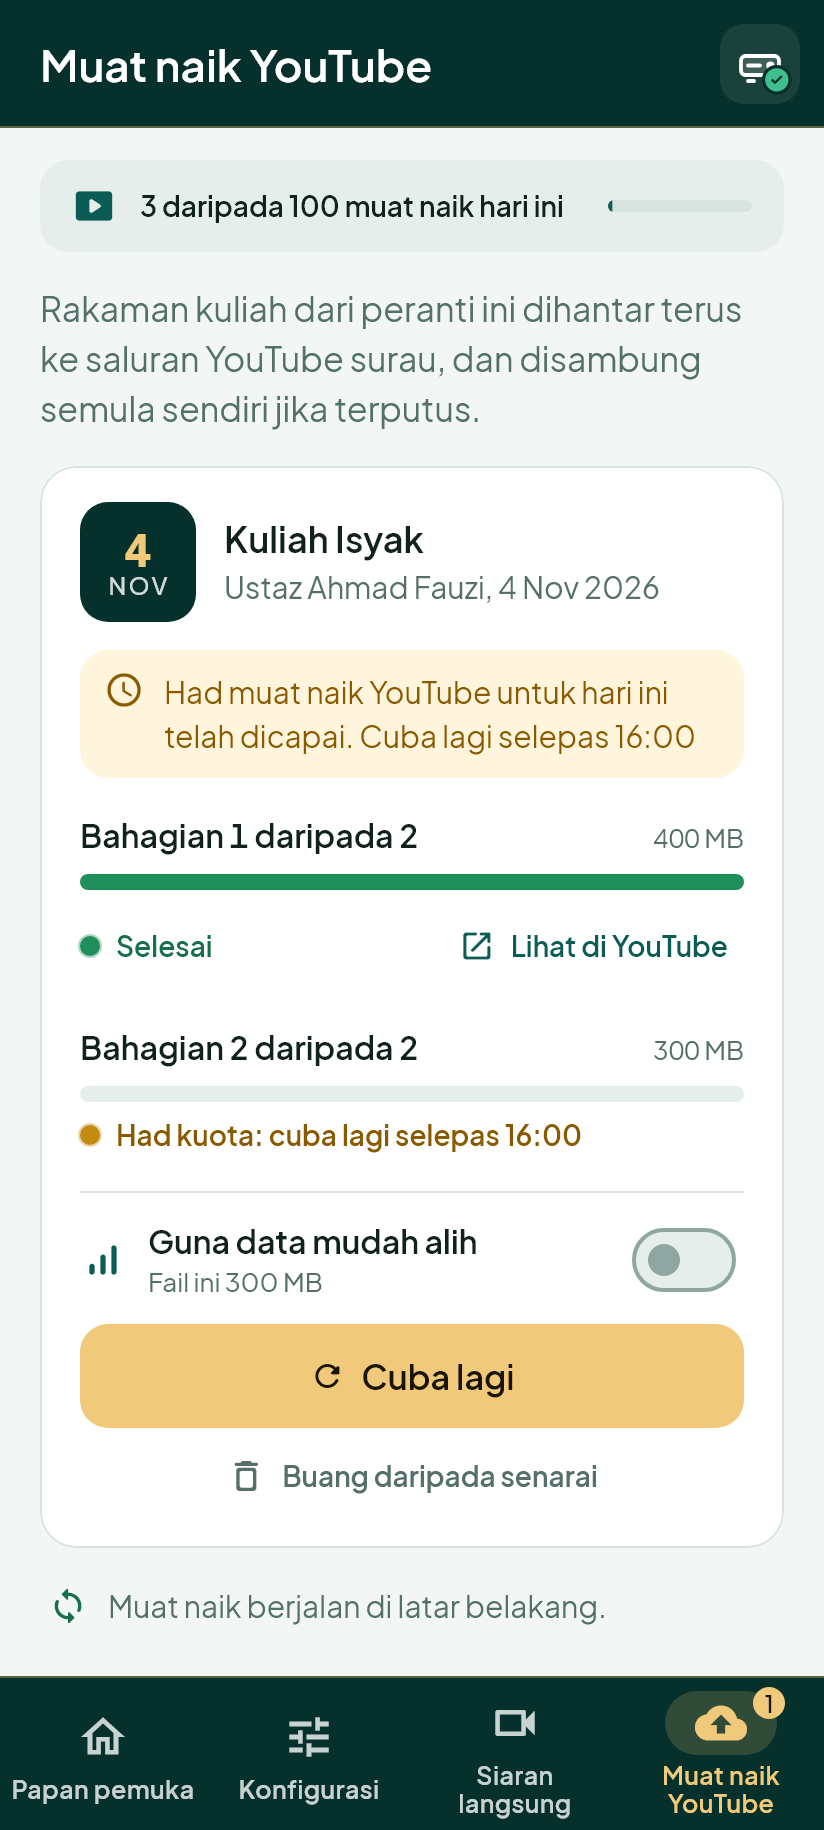 Muat naik YouTube
3 daripada 100 muat naik hari ini
Rakaman kuliah dari peranti ini dihantar terus
ke saluran YouTube surau, dan disambung
semula sendiri jika terputus.
4
NOV
Kuliah Isyak
Ustaz Ahmad Fauzi, 4 Nov 2026
Had muat naik YouTube untuk hari ini
telah dicapai. Cuba lagi selepas 16:00
Bahagian 1 daripada 2
400 MB
Selesai
Lihat di YouTube
Bahagian 2 daripada 2
300 MB
Had kuota: cuba lagi selepas 16:00
Guna data mudah alih
Fail ini 300 MB
Cuba lagi
Buang daripada senarai
Muat naik berjalan di latar belakang.
Papan pemuka
Konfigurasi
Siaran
langsung
1
Muat naik
YouTube